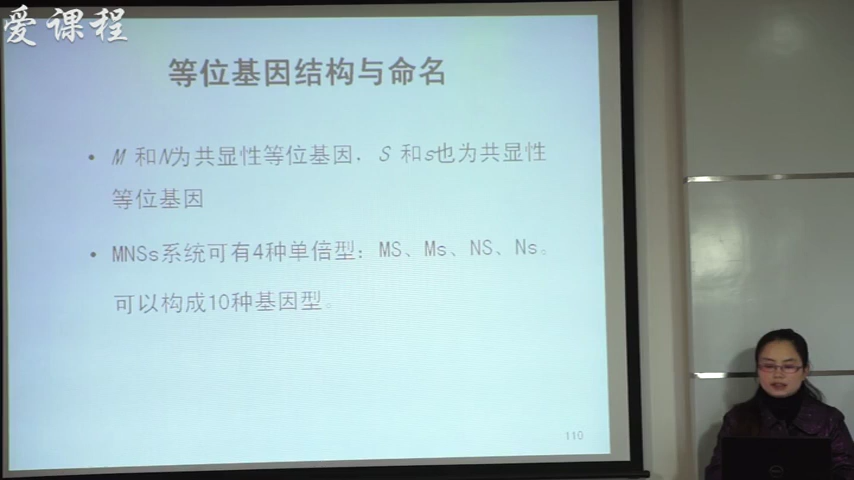 爱课程
等位基因结构与命名
• M 和N为共显性等位基因，S 和s也为共显性
等位基因
• MNSs系统可有4种单倍型：MS、Ms、NS、Ns。
可以构成10种基因型。
110